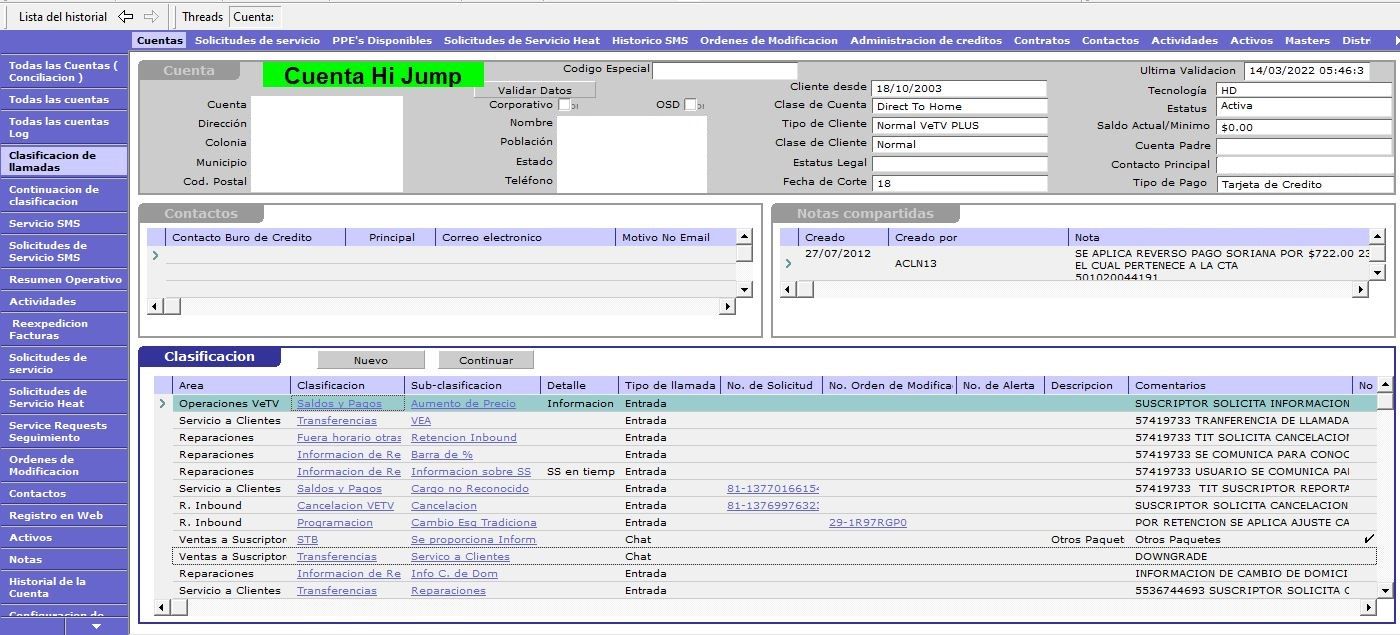 Lista del historial Threads Cuenta:
Cuentas Solicitudes de servicio PPE's Disponibles Solicitudes de Servicio Heat Historico SMS Ordenes de Modificacion Administracion de creditos Contratos Contactos Actividades Activos Masters Distri
Todas las Cuentas (
Conciliacion )
Todas las cuentas
Todas las cuentas
Log
Clasificacion de
llamadas
Continuacion de
clasificacion
Servicio SMS
Solicitudes de
Servicio SMS
Resumen Operativo
Actividades
Reexpedicion
Facturas
Solicitudes de
servicio
Solicitudes de
Servicio Heat
Service Requests
Seguimiento
Ordenes de
Modificacion
Contactos
Registro en Web
Activos
Notas
Historial de la
Cuenta
Configuracion de
Cuenta
Cuenta Hi Jump
Codigo Especial
Validar Datos
Cuenta
Dirección
Colonia
Municipio
Cod. Postal
Corporativo OSD
Nombre
Población
Estado
Teléfono
Cliente desde 18/10/2003
Clase de Cuenta Direct To Home
Tipo de Cliente Normal VeTV PLUS
Clase de Cliente Normal
Estatus Legal
Fecha de Corte 18
Ultima Validacion 14/03/2022 05:46:3
Tecnología HD
Estatus Activa
Saldo Actual/Minimo $0.00
Cuenta Padre
Contacto Principal
Tipo de Pago Tarjeta de Credito
Contactos
Contacto Buro de Credito Principal Correo electronico Motivo No Email
Notas compartidas
Creado Creado por Nota
27/07/2012 ACLN13 SE APLICA REVERSO PAGO SORIANA POR $722.00 23
EL CUAL PERTENECE A LA CTA
501020044191
Clasificacion Nuevo Continuar
Area Clasificacion Sub-clasificacion Detalle Tipo de llamada No. de Solicitud No. Orden de Modifica No. de Alerta Descripcion Comentarios No
Operaciones VeTV Saldos y Pagos Aumento de Precio Informacion Entrada SUSCRIPTOR SOLICITA INFORMACION
Servicio a Clientes Transferencias VEA Entrada 57419733 TRANFERENCIA DE LLAMADA
Reparaciones Fuera horario otras Retencion Inbound Entrada 57419733 TIT SOLICITA CANCELACION
Reparaciones Informacion de Re Barra de % Entrada 57419733 SE COMUNICA PARA CONOC
Reparaciones Informacion de Re Informacion sobre SS SS en tiemp Entrada 57419733 USUARIO SE COMUNICA PAI
Servicio a Clientes Saldos y Pagos Cargo no Reconocido Entrada 81-1377016615 57419733 TIT SUSCRIPTOR REPORTA
R. Inbound Cancelacion VETV Cancelacion Entrada 81-1376997632 SUSCRIPTOR SOLICITA CANCELACION
R. Inbound Programacion Cambio Esq Tradiciona Entrada 29-1R97RGP0 POR RETENCION SE APLICA AJUSTE CA
Ventas a Suscriptor STB Se proporciona Inform Chat Otros Paquet Otros Paquetes
Ventas a Suscriptor Transferencias Servico a Clientes Chat DOWNGRADE
Reparaciones Informacion de Re Info C. de Dom Entrada INFORMACION DE CAMBIO DE DOMICI
Servicio a Clientes Transferencias Reparaciones Entrada 5536744693 SUSCRIPTOR SOLICITA C